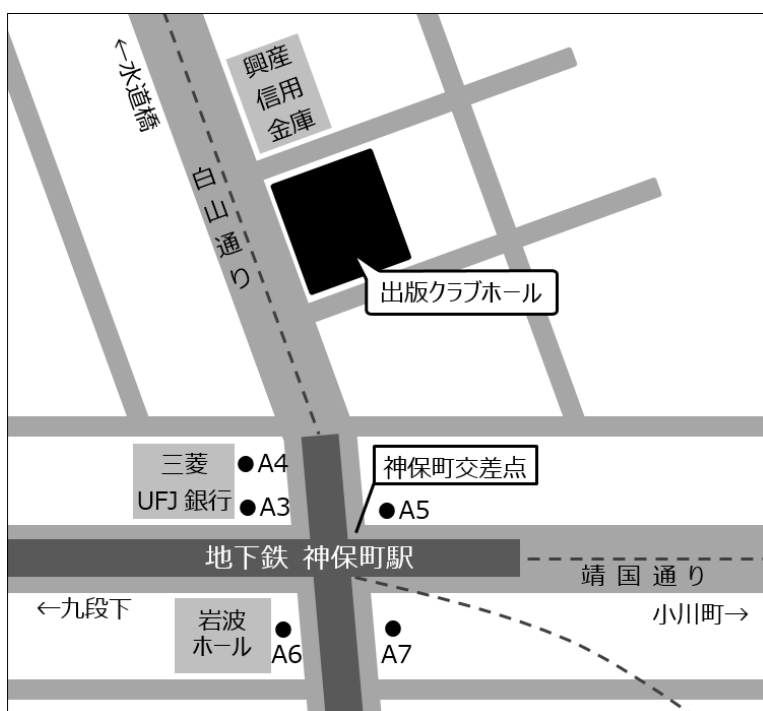 ←水道橋
興産
信用
金庫
白山通り
出版クラブホール
三菱
UFJ 銀行
A4
A3
神保町交差点
A5
地下鉄 神保町駅
靖国通り
←九段下
小川町→
岩波
ホール
A6
A7